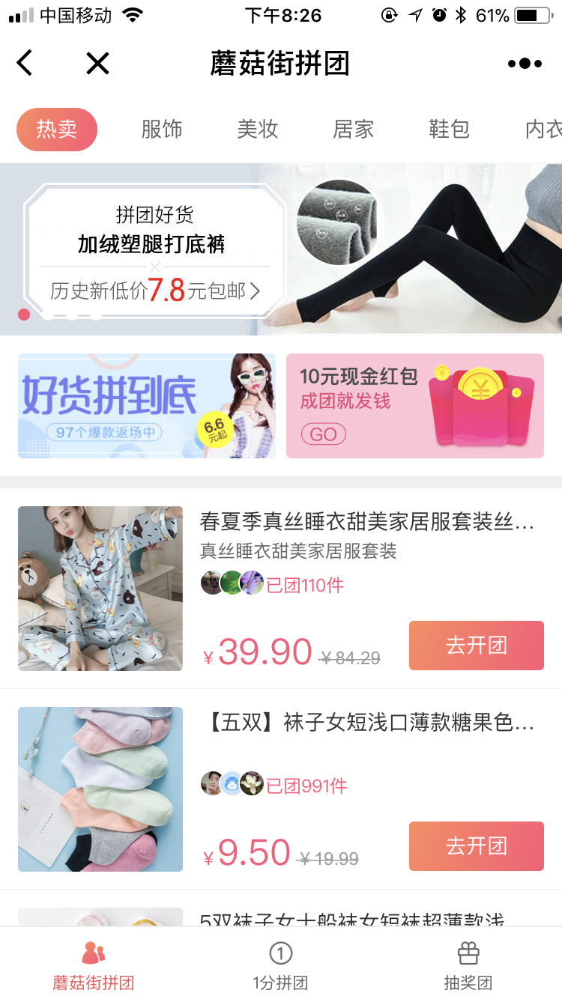 中国移动
下午8:26
61%
蘑菇街拼团
热卖
服饰
美妆
居家
鞋包
内衣
拼团好货
加绒塑腿打底裤
历史新低价7.8元包邮
好货拼到底
97个爆款返场中
6.6
元起
10元现金红包
成团就发钱
GO
春夏季真丝睡衣甜美家居服套装丝...
真丝睡衣甜美家居服套装
已团110件
¥39.90 ¥84.29
去开团
【五双】袜子女短浅口薄款糖果色...
已团991件
¥9.50 ¥19.99
去开团
5双袜子女士船袜女短袜超薄款浅
蘑菇街拼团
1
1分拼团
抽奖团